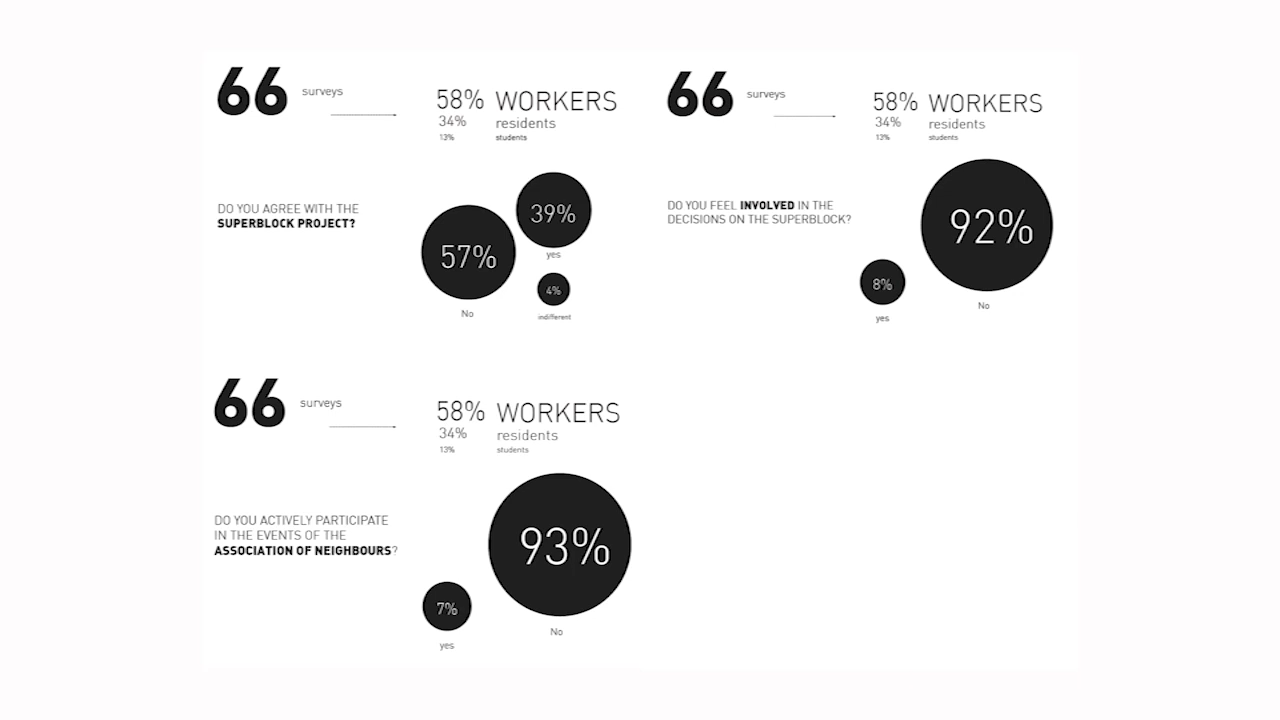 66 surveys
58% WORKERS
34% residents
13% students
DO YOU AGREE WITH THE
SUPERBLOCK PROJECT?
39%
yes
57%
No
4%
indifferent
66 surveys
58% WORKERS
34% residents
13% students
DO YOU FEEL INVOLVED IN THE
DECISIONS ON THE SUPERBLOCK?
92%
No
8%
yes
66 surveys
58% WORKERS
34% residents
13% students
DO YOU ACTIVELY PARTICIPATE
IN THE EVENTS OF THE
ASSOCIATION OF NEIGHBOURS?
93%
No
7%
yes